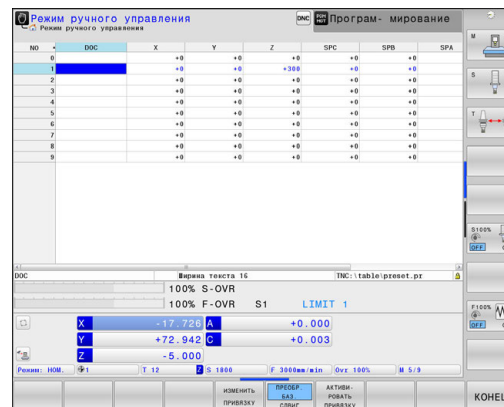 Режим ручного управления
Режим ручного управления
DNC
Програм- мирование
NO DOC X Y Z SPC SPB SPA
0 +0 +0 +0 +0 +0
1 +0 +0 +300 +0 +0
2 +0 +0 +0 +0 +0
3 +0 +0 +0 +0 +0
4 +0 +0 +0 +0 +0
5 +0 +0 +0 +0 +0
6 +0 +0 +0 +0 +0
7 +0 +0 +0 +0 +0
8 +0 +0 +0 +0 +0
9 +0 +0 +0 +0 +0
DOC Ширина текста 16 TNC:\table\preset.pr
100% S-OVR
100% F-OVR S1 LIMIT 1
X -17.726 A +0.000
Y +72.942 C +0.003
Z -5.000
Режим: НОМ. 1 T 12 Z S 1800 F 3000mm/min Ovr 100% M 5/9
ИЗМЕНИТЬ
ПРИВЯЗКУ
ПРЕОБР.
БАЗ.
СДВИГ
АКТИВИ-
РОВАТЬ
ПРИВЯЗКУ
M
S
T
S100%
OFF
F100%
OFF